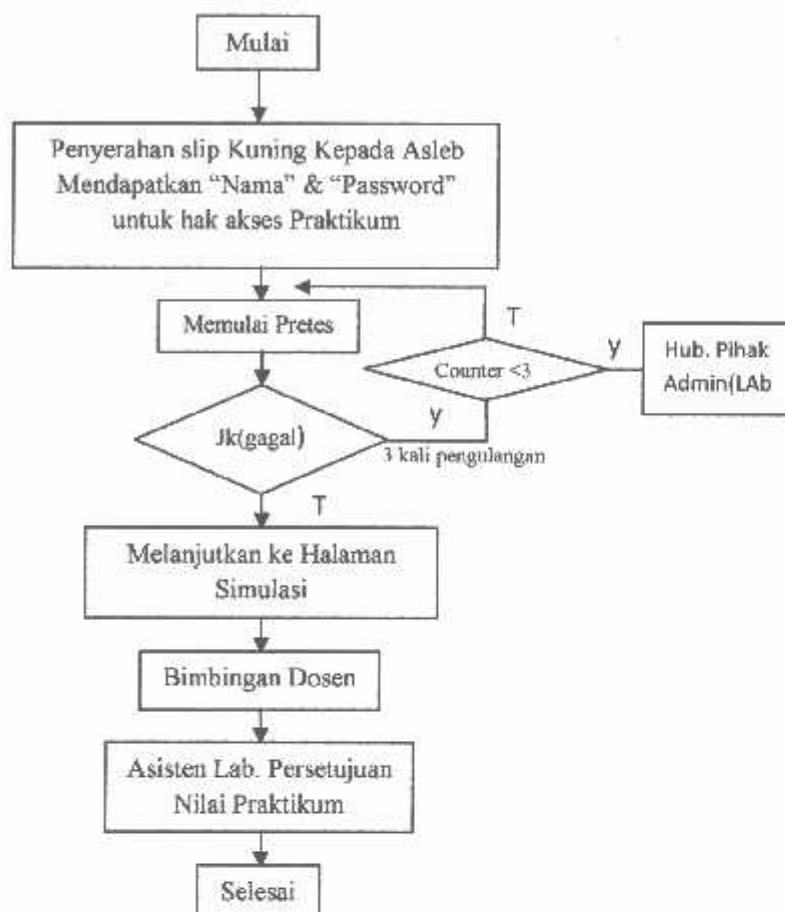 Mulai
Penyerahan slip Kuning Kepada Asleb
Mendapatkan “Nama” & “Password”
untuk hak akses Praktikum
Memulai Pretes
T
Counter <3
y
Hub. Pihak
Admin(LAb
Jk(gagal)
y
3 kali pengulangan
T
Melanjutkan ke Halaman
Simulasi
Bimbingan Dosen
Asisten Lab. Persetujuan
Nilai Praktikum
Selesai